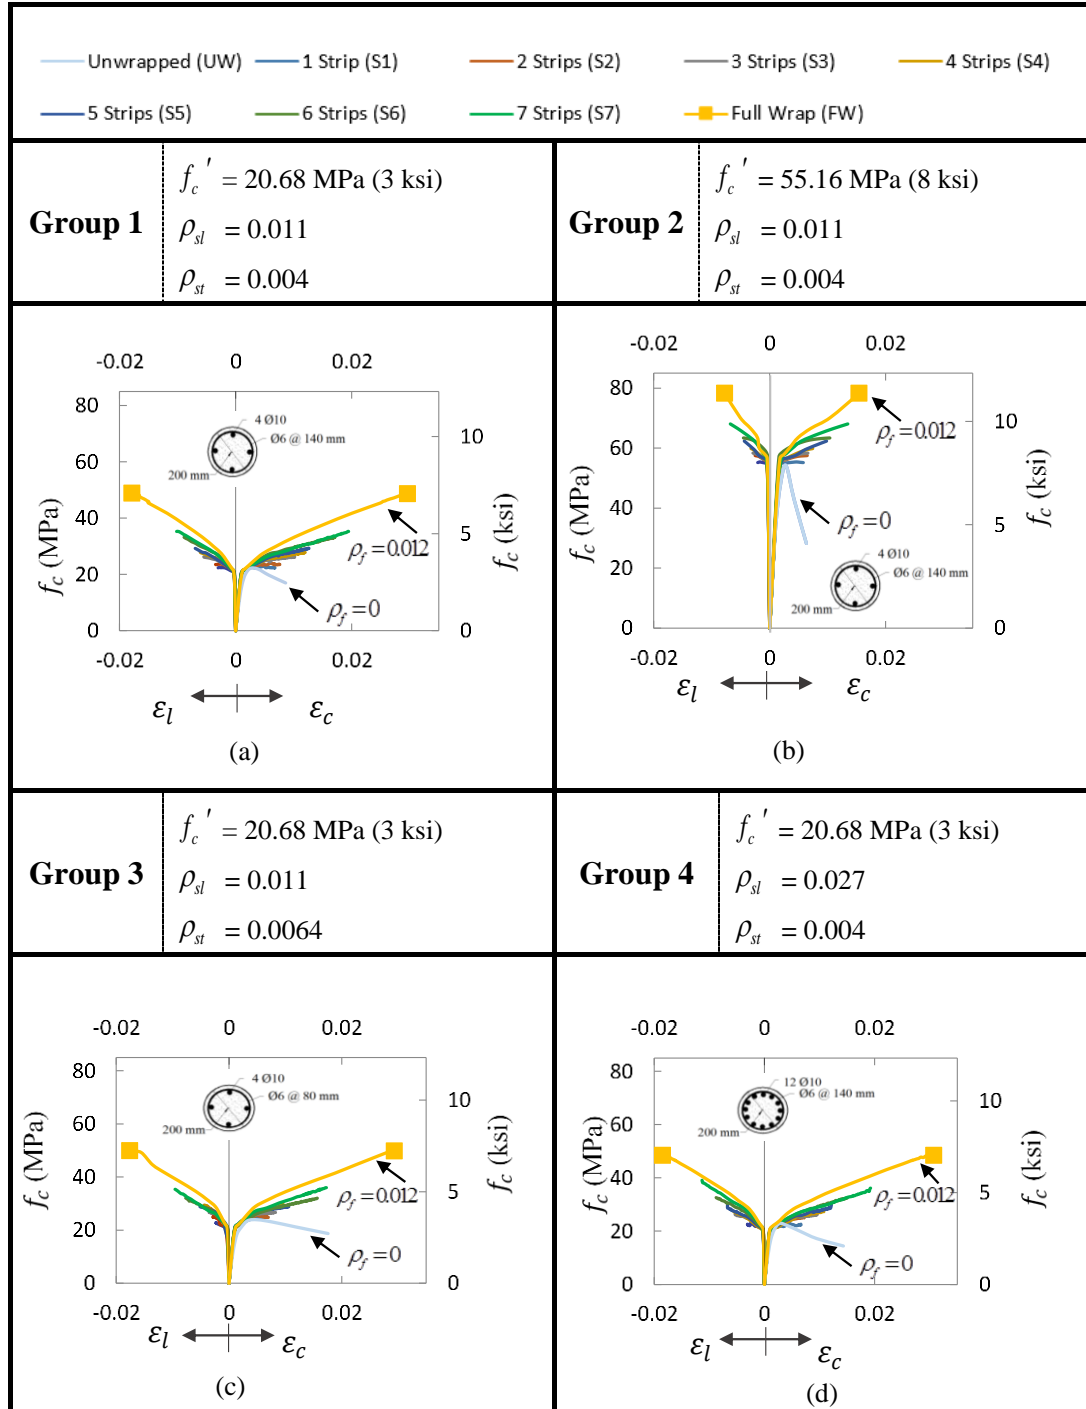 Unwrapped (UW) 1 Strip (S1) 2 Strips (S2) 3 Strips (S3) 4 Strips (S4)
5 Strips (S5) 6 Strips (S6) 7 Strips (S7) Full Wrap (FW)
Group 1
f_c′ = 20.68 MPa (3 ksi)
ρ_sl = 0.011
ρ_st = 0.004
Group 2
f_c′ = 55.16 MPa (8 ksi)
ρ_sl = 0.011
ρ_st = 0.004
-0.02 0 0.02
80
60
40
20
0
f_c (MPa)
4 Ø10
Ø6 @ 140 mm
200 mm
10
5
0
f_c (ksi)
ρ_f=0.012
ρ_f=0
-0.02 0 0.02
ε_l ε_c
(a)
-0.02 0 0.02
80
60
40
20
0
f_c (MPa)
10
5
0
f_c (ksi)
ρ_f=0.012
ρ_f=0
4 Ø10
Ø6 @ 140 mm
200 mm
-0.02 0 0.02
ε_l ε_c
(b)
Group 3
f_c′ = 20.68 MPa (3 ksi)
ρ_sl = 0.011
ρ_st = 0.0064
Group 4
f_c′ = 20.68 MPa (3 ksi)
ρ_sl = 0.027
ρ_st = 0.004
-0.02 0 0.02
80
60
40
20
0
f_c (MPa)
4 Ø10
Ø6 @ 80 mm
200 mm
10
5
0
f_c (ksi)
ρ_f=0.012
ρ_f=0
-0.02 0 0.02
ε_l ε_c
(c)
-0.02 0 0.02
80
60
40
20
0
f_c (MPa)
12 Ø10
Ø6 @ 140 mm
200 mm
10
5
0
f_c (ksi)
ρ_f=0.012
ρ_f=0
-0.02 0 0.02
ε_l ε_c
(d)